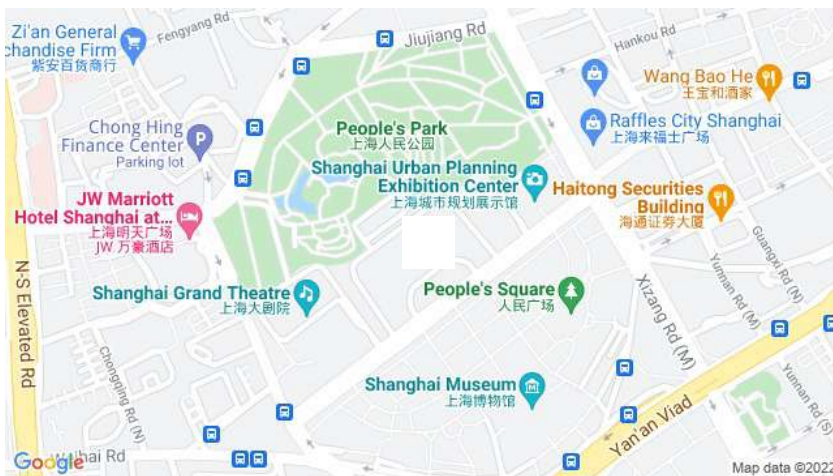 Zi'an General
chandise Firm
紫安百货商行
Fengyang Rd
Jiujiang Rd
Hankou Rd
Wang Bao He
王宝和酒家
Chong Hing
Finance Center
Parking lot
People's Park
上海人民公园
Raffles City Shanghai
上海来福士广场
Shanghai Urban Planning
Exhibition Center
上海城市规划展示馆
Haitong Securities
Building
海通证券大厦
JW Marriott
Hotel Shanghai at...
上海明天广场
JW 万豪酒店
N-S Elevated Rd
Shanghai Grand Theatre
上海大剧院
People's Square
人民广场
Xizang Rd (M)
Yunnan Rd (M)
Guangxi Rd (N)
Chongqing Rd (N)
Shanghai Museum
上海博物馆
Yan'an Viad
Yunnan Rd (S)
Google
hai Rd
Map data ©2022